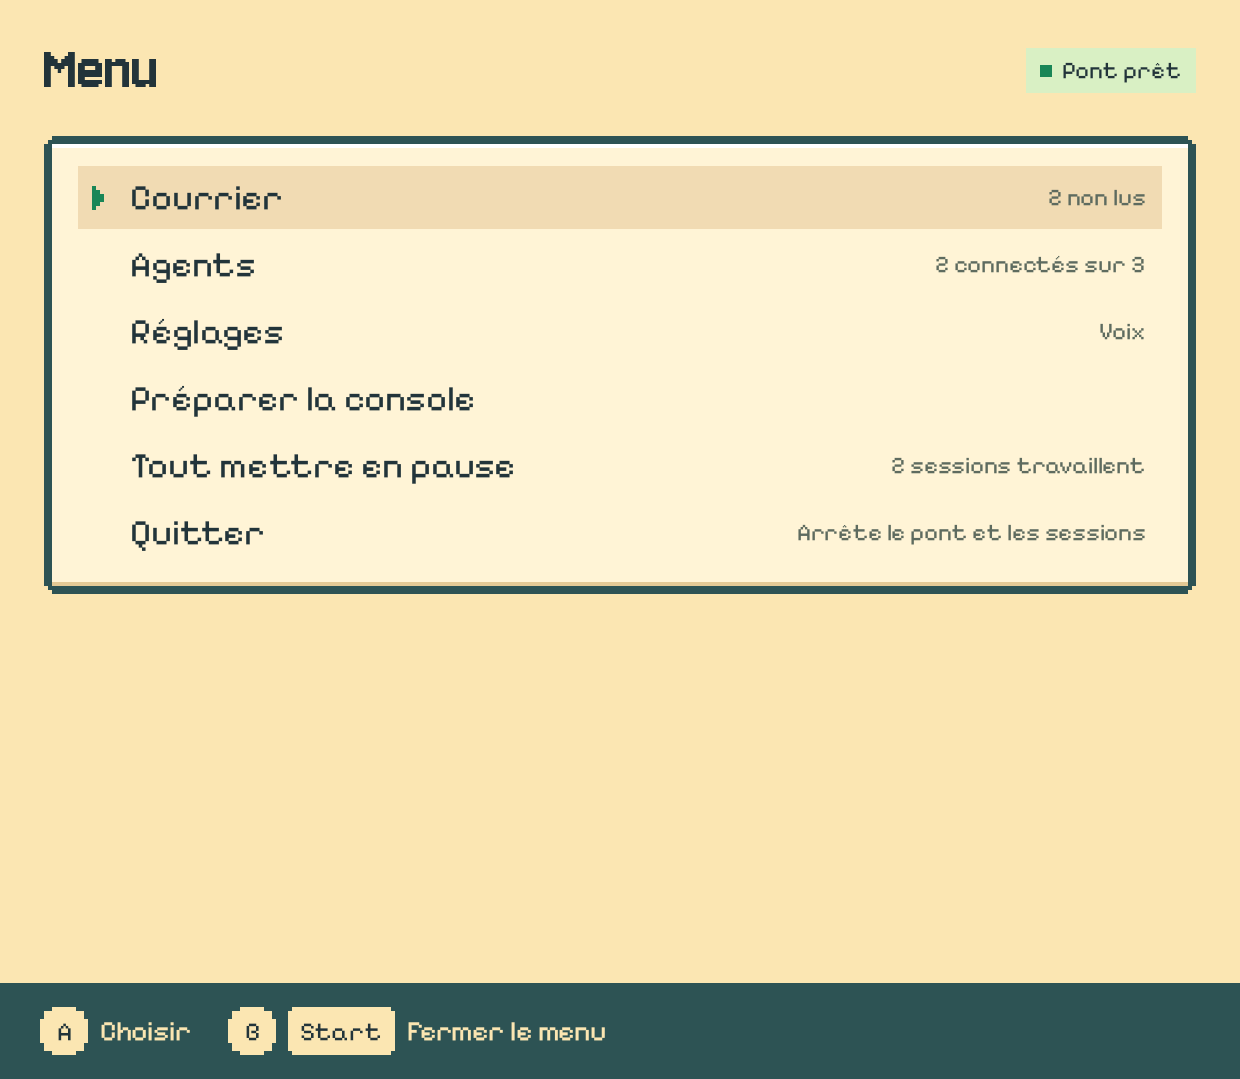 Menu
Pont prêt
Courrier 2 non lus
Agents 2 connectés sur 3
Réglages Voix
Préparer la console
Tout mettre en pause 2 sessions travaillent
Quitter Arrête le pont et les sessions
A Choisir B Start Fermer le menu